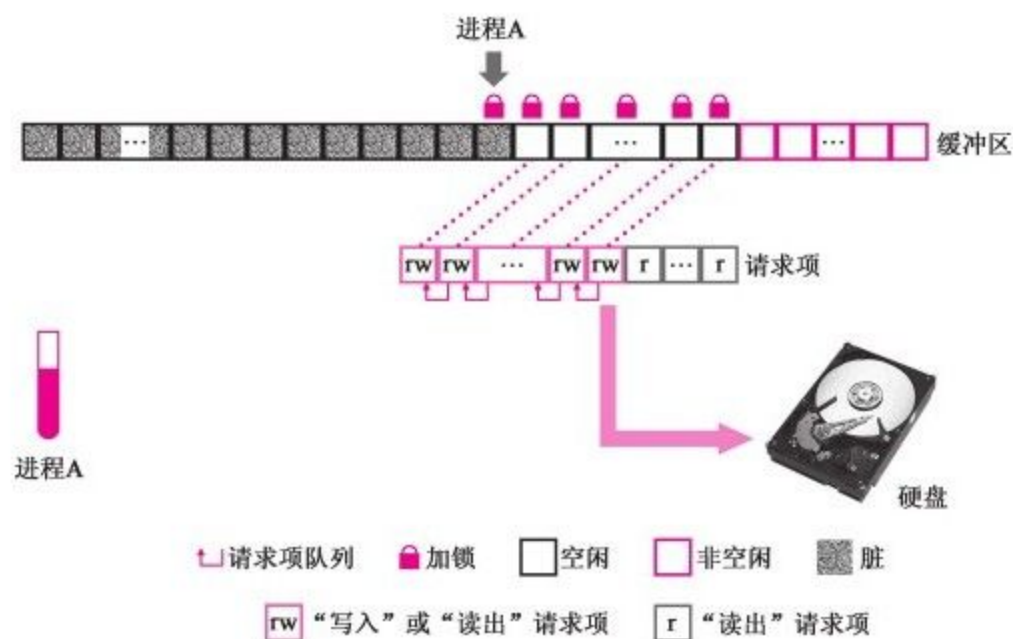 进程A
··· ··· ··· 缓冲区
rw rw ··· rw rw r ··· r 请求项
进程A
硬盘
请求项队列 加锁 空闲 非空闲 脏
rw “写入”或“读出”请求项 r “读出”请求项